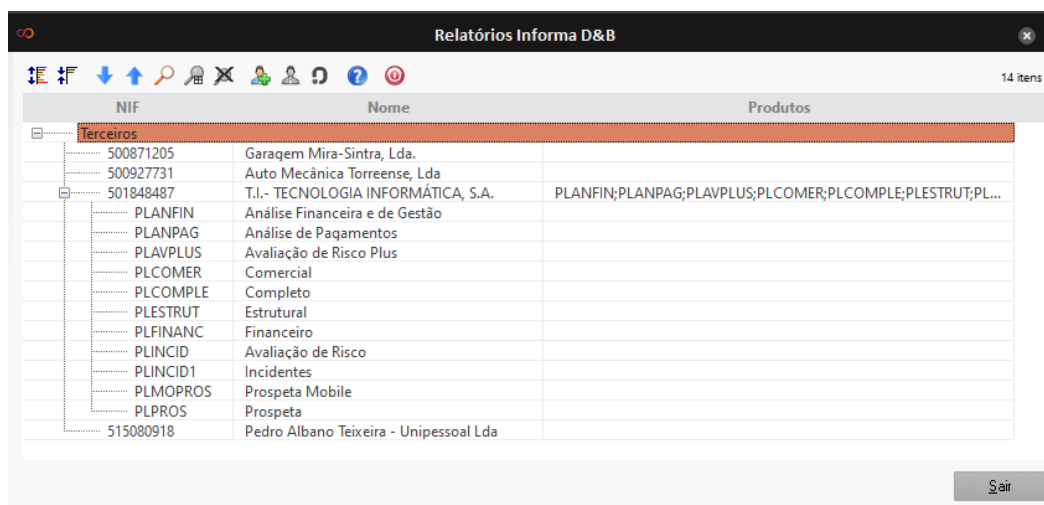 Relatórios Informa D&B
14 itens
NIF Nome Produtos
Terceiros
500871205 Garagem Mira-Sintra, Lda.
500927731 Auto Mecânica Torreense, Lda
501848487 T.I.- TECNOLOGIA INFORMÁTICA, S.A. PLANFIN;PLANPAG;PLAVPLUS;PLCOMER;PLCOMPLE;PLESTRUT;PL...
PLANFIN Análise Financeira e de Gestão
PLANPAG Análise de Pagamentos
PLAVPLUS Avaliação de Risco Plus
PLCOMER Comercial
PLCOMPLE Completo
PLESTRUT Estrutural
PLFINANC Financeiro
PLINCID Avaliação de Risco
PLINCID1 Incidentes
PLMOPROS Prospeta Mobile
PLPROS Prospeta
515080918 Pedro Albano Teixeira - Unipessoal Lda
Sair